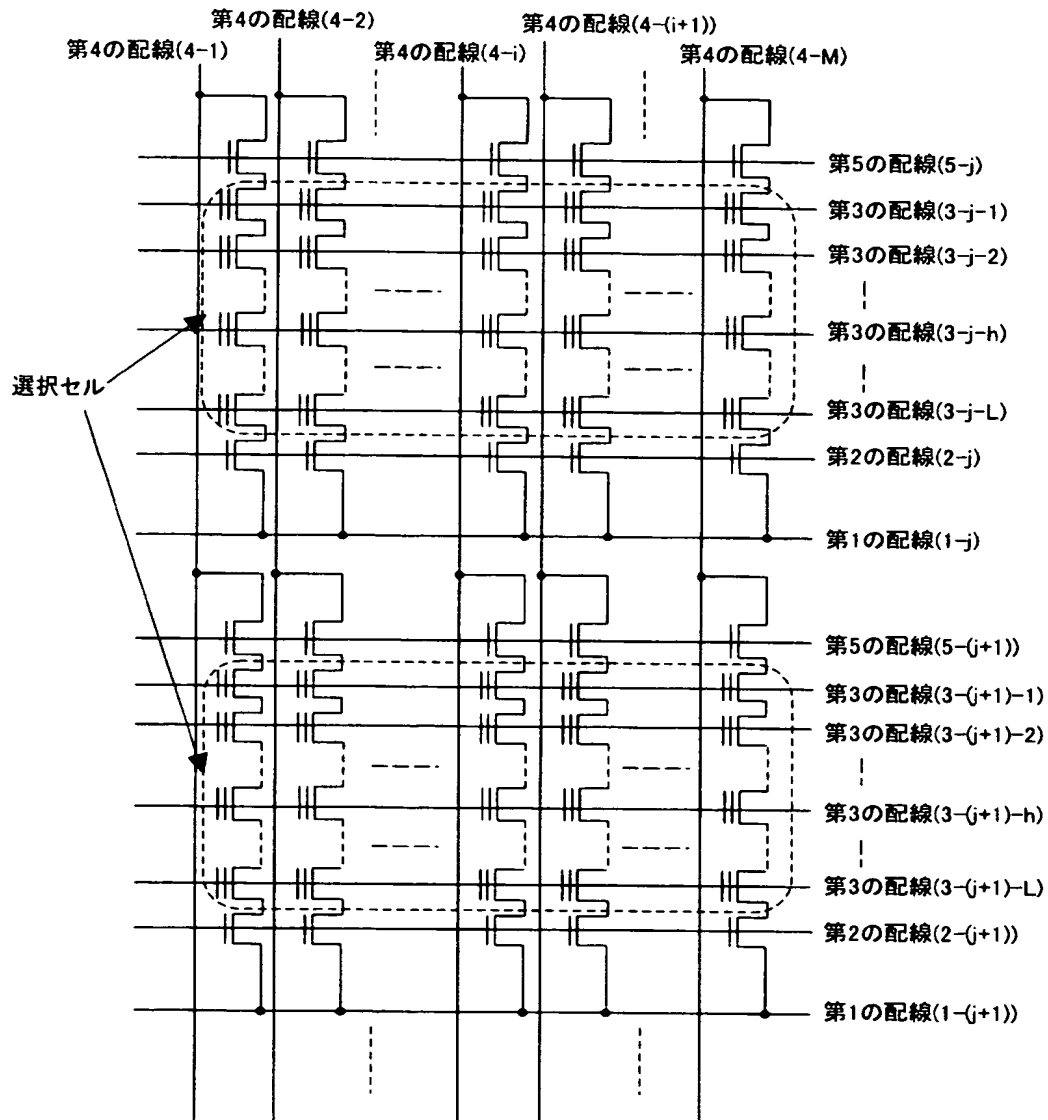 第4の配線(4-2)
第4の配線(4-(i+1))
第4の配線(4-1)
第4の配線(4-i)
第4の配線(4-M)
第5の配線(5-j)
第3の配線(3-j-1)
第3の配線(3-j-2)
第3の配線(3-j-h)
選択セル
第3の配線(3-j-L)
第2の配線(2-j)
第1の配線(1-j)
第5の配線(5-(j+1))
第3の配線(3-(j+1)-1)
第3の配線(3-(j+1)-2)
第3の配線(3-(j+1)-h)
第3の配線(3-(j+1)-L)
第2の配線(2-(j+1))
第1の配線(1-(j+1))